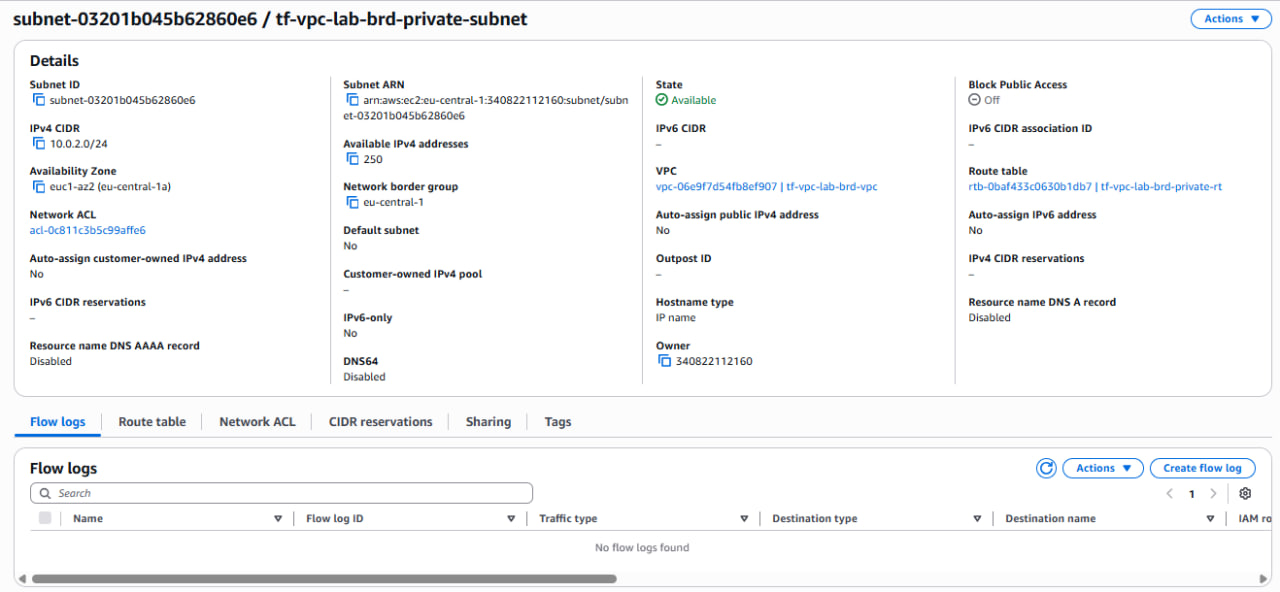 subnet-03201b045b62860e6 / tf-vpc-lab-brd-private-subnet
Actions
Details
Subnet ID
subnet-03201b045b62860e6
IPv4 CIDR
10.0.2.0/24
Availability Zone
euc1-az2 (eu-central-1a)
Network ACL
acl-0c811c3b5c99affe6
Auto-assign customer-owned IPv4 address
No
IPv6 CIDR reservations
–
Resource name DNS AAAA record
Disabled
Subnet ARN
arn:aws:ec2:eu-central-1:340822112160:subnet/subn
et-03201b045b62860e6
Available IPv4 addresses
250
Network border group
eu-central-1
Default subnet
No
Customer-owned IPv4 pool
–
IPv6-only
No
DNS64
Disabled
State
Available
IPv6 CIDR
–
VPC
vpc-06e9f7d54fb8ef907 | tf-vpc-lab-brd-vpc
Auto-assign public IPv4 address
No
Outpost ID
–
Hostname type
IP name
Owner
340822112160
Block Public Access
Off
IPv6 CIDR association ID
–
Route table
rtb-0baf433c0630b1db7 | tf-vpc-lab-brd-private-rt
Auto-assign IPv6 address
No
IPv4 CIDR reservations
–
Resource name DNS A record
Disabled
Flow logs
Route table
Network ACL
CIDR reservations
Sharing
Tags
Flow logs
Actions
Create flow log
Search
1
Name
Flow log ID
Traffic type
Destination type
Destination name
IAM ro
No flow logs found